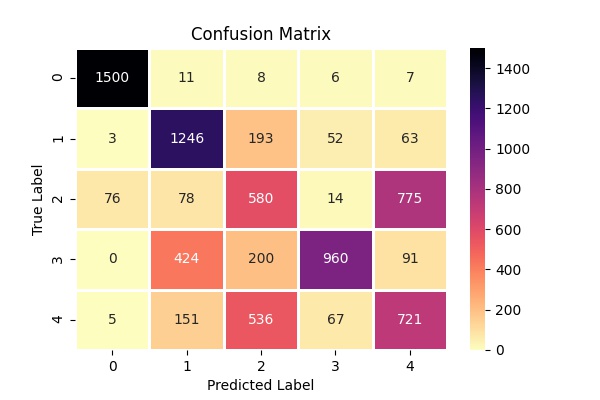 Confusion Matrix
0 1500 11 8 6 7
1 3 1246 193 52 63
2 76 78 580 14 775
3 0 424 200 960 91
4 5 151 536 67 721
0 1 2 3 4
Predicted Label
True Label
1400
1200
1000
800
600
400
200
0